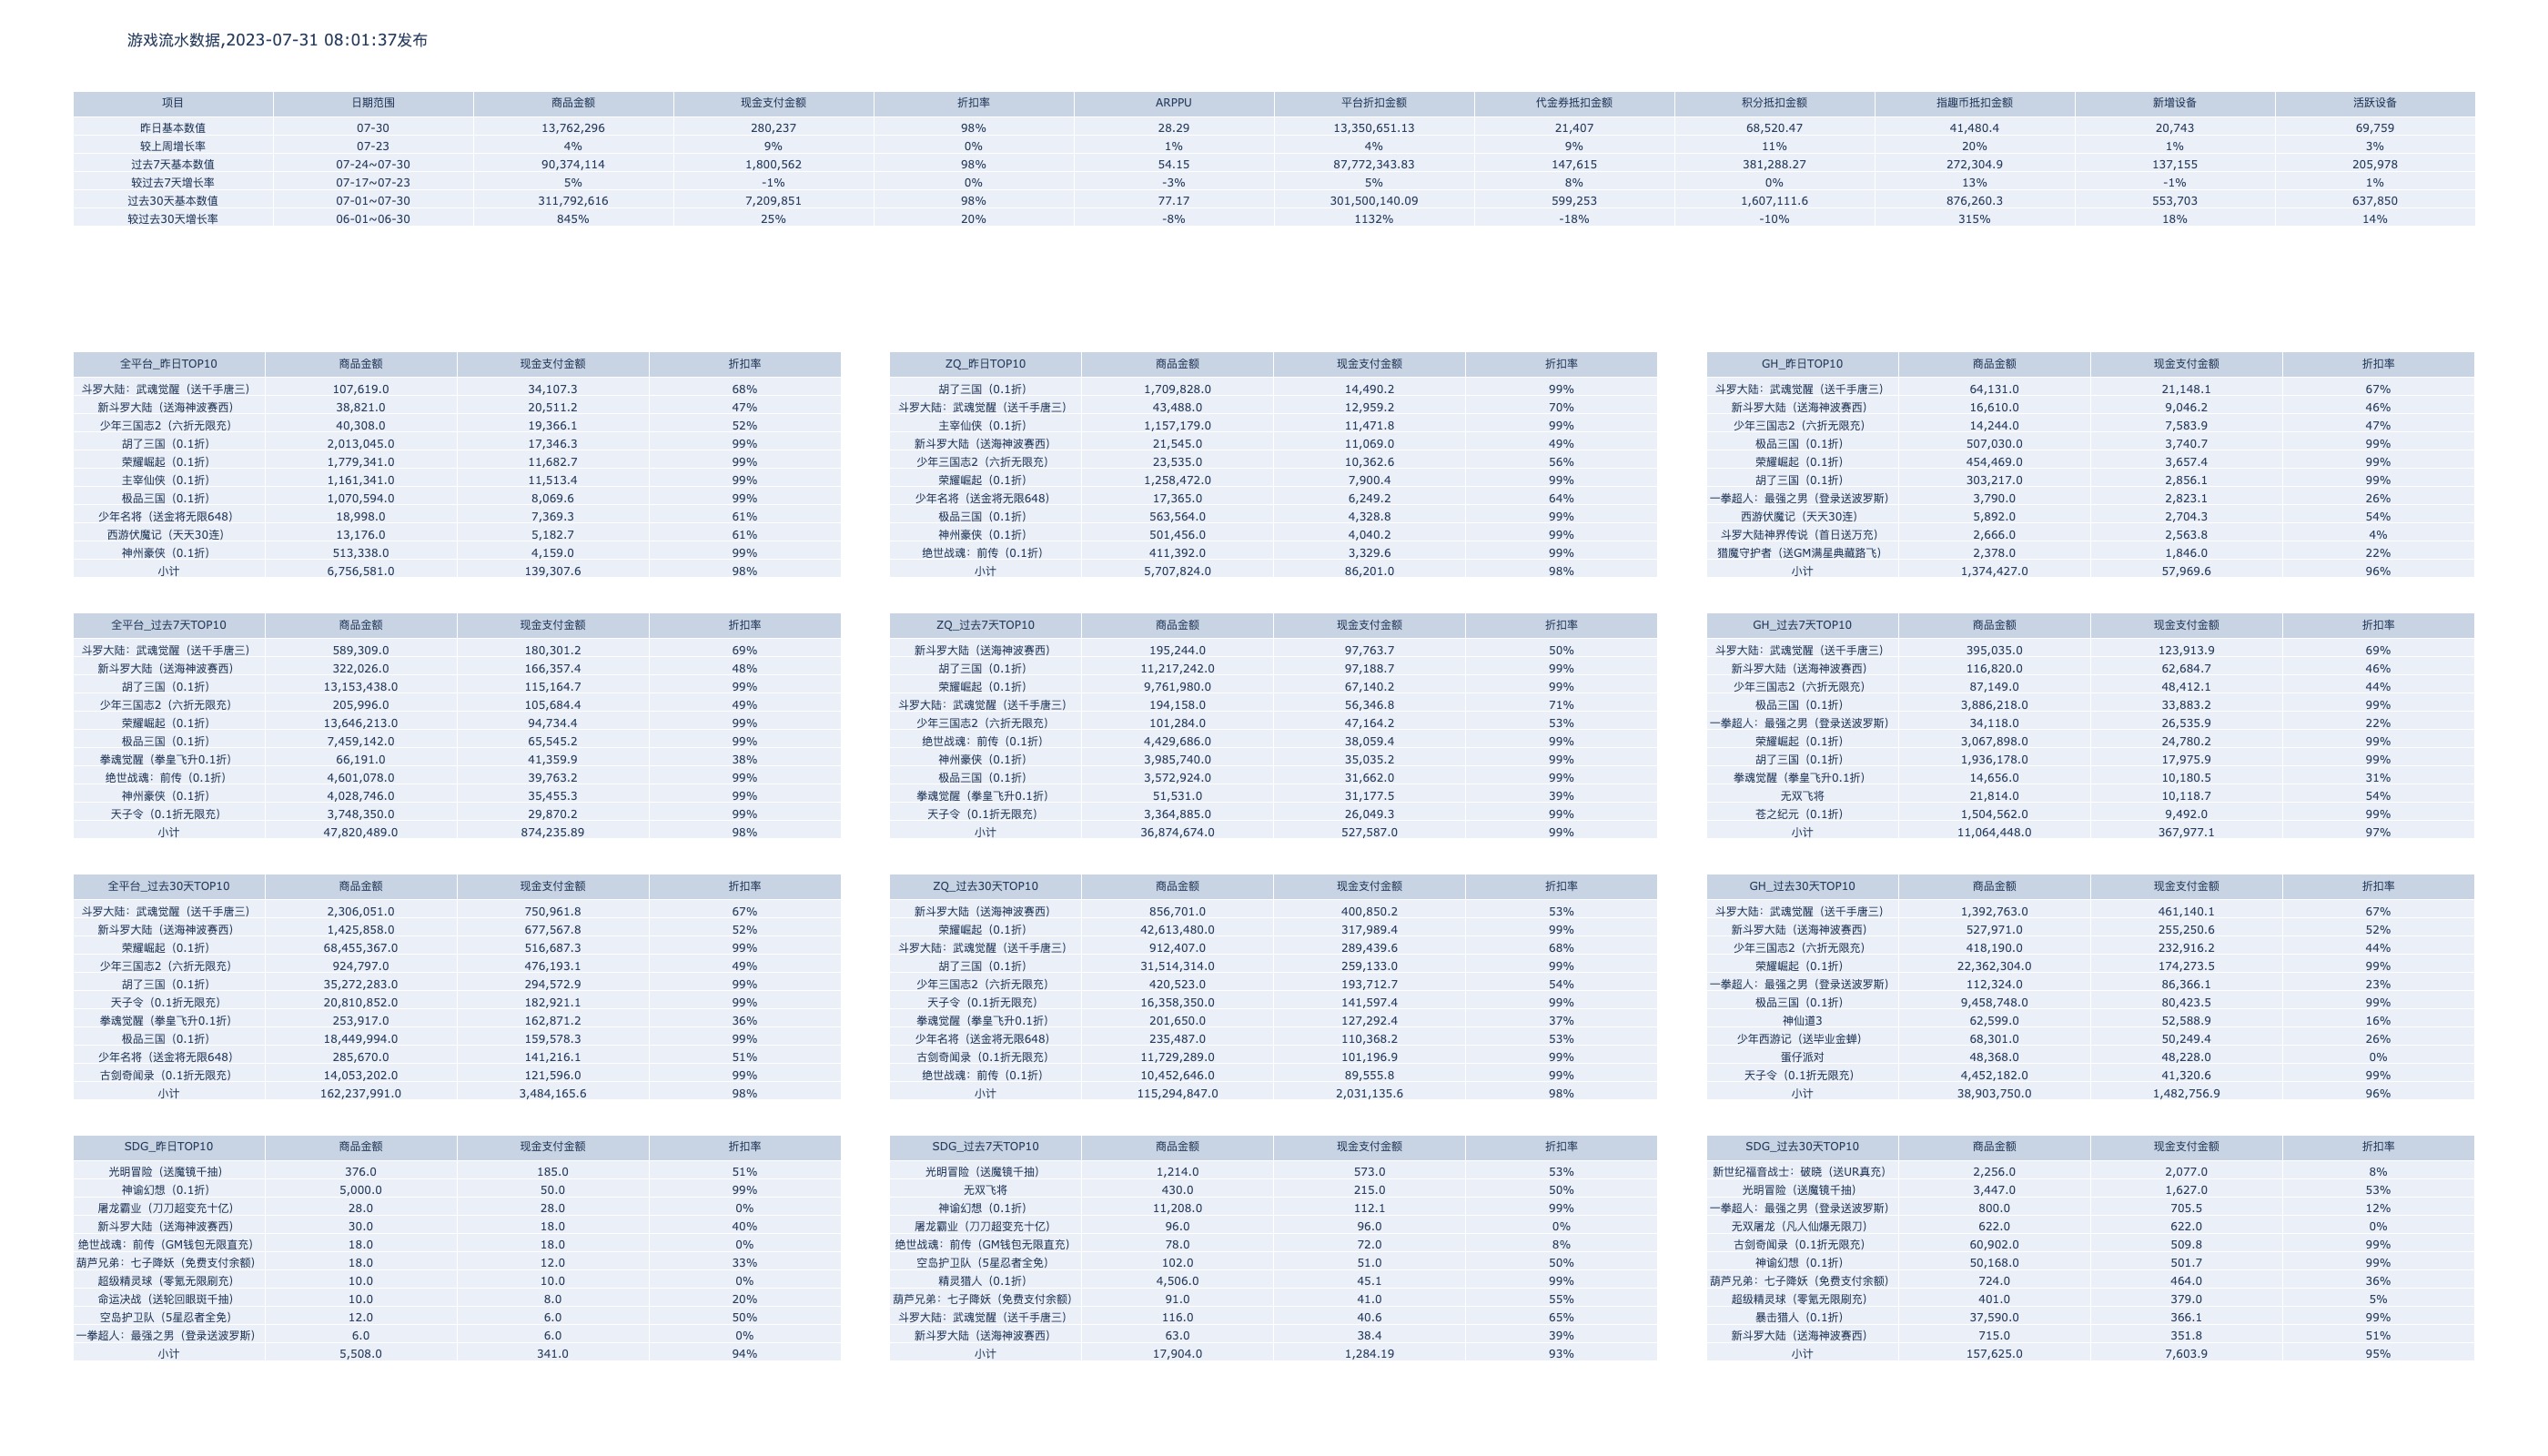 游戏流水数据,2023-07-31 08:01:37发布
项目 日期范围 商品金额 现金支付金额 折扣率 ARPPU 平台折扣金额 代金券抵扣金额 积分抵扣金额 指趣币抵扣金额 新增设备 活跃设备
昨日基本数值 07-30 13,762,296 280,237 98% 28.29 13,350,651.13 21,407 68,520.47 41,480.4 20,743 69,759
较上周增长率 07-23 4% 9% 0% 1% 4% 9% 11% 20% 1% 3%
过去7天基本数值 07-24~07-30 90,374,114 1,800,562 98% 54.15 87,772,343.83 147,615 381,288.27 272,304.9 137,155 205,978
较过去7天增长率 07-17~07-23 5% -1% 0% -3% 5% 8% 0% 13% -1% 1%
过去30天基本数值 07-01~07-30 311,792,616 7,209,851 98% 77.17 301,500,140.09 599,253 1,607,111.6 876,260.3 553,703 637,850
较过去30天增长率 06-01~06-30 845% 25% 20% -8% 1132% -18% -10% 315% 18% 14%
全平台_昨日TOP10 商品金额 现金支付金额 折扣率
斗罗大陆：武魂觉醒（送千手唐三） 107,619.0 34,107.3 68%
新斗罗大陆（送海神波赛西） 38,821.0 20,511.2 47%
少年三国志2（六折无限充） 40,308.0 19,366.1 52%
胡了三国（0.1折） 2,013,045.0 17,346.3 99%
荣耀崛起（0.1折） 1,779,341.0 11,682.7 99%
主宰仙侠（0.1折） 1,161,341.0 11,513.4 99%
极品三国（0.1折） 1,070,594.0 8,069.6 99%
少年名将（送金将无限648） 18,998.0 7,369.3 61%
西游伏魔记（天天30连） 13,176.0 5,182.7 61%
神州豪侠（0.1折） 513,338.0 4,159.0 99%
小计 6,756,581.0 139,307.6 98%
ZQ_昨日TOP10 商品金额 现金支付金额 折扣率
胡了三国（0.1折） 1,709,828.0 14,490.2 99%
斗罗大陆：武魂觉醒（送千手唐三） 43,488.0 12,959.2 70%
主宰仙侠（0.1折） 1,157,179.0 11,471.8 99%
新斗罗大陆（送海神波赛西） 21,545.0 11,069.0 49%
少年三国志2（六折无限充） 23,535.0 10,362.6 56%
荣耀崛起（0.1折） 1,258,472.0 7,900.4 99%
少年名将（送金将无限648） 17,365.0 6,249.2 64%
极品三国（0.1折） 563,564.0 4,328.8 99%
神州豪侠（0.1折） 501,456.0 4,040.2 99%
绝世战魂：前传（0.1折） 411,392.0 3,329.6 99%
小计 5,707,824.0 86,201.0 98%
GH_昨日TOP10 商品金额 现金支付金额 折扣率
斗罗大陆：武魂觉醒（送千手唐三） 64,131.0 21,148.1 67%
新斗罗大陆（送海神波赛西） 16,610.0 9,046.2 46%
少年三国志2（六折无限充） 14,244.0 7,583.9 47%
极品三国（0.1折） 507,030.0 3,740.7 99%
荣耀崛起（0.1折） 454,469.0 3,657.4 99%
胡了三国（0.1折） 303,217.0 2,856.1 99%
一拳超人：最强之男（登录送波罗斯） 3,790.0 2,823.1 26%
西游伏魔记（天天30连） 5,892.0 2,704.3 54%
斗罗大陆神界传说（首日送万充） 2,666.0 2,563.8 4%
猎魔守护者（送GM满星典藏路飞） 2,378.0 1,846.0 22%
小计 1,374,427.0 57,969.6 96%
全平台_过去7天TOP10 商品金额 现金支付金额 折扣率
斗罗大陆：武魂觉醒（送千手唐三） 589,309.0 180,301.2 69%
新斗罗大陆（送海神波赛西） 322,026.0 166,357.4 48%
胡了三国（0.1折） 13,153,438.0 115,164.7 99%
少年三国志2（六折无限充） 205,996.0 105,684.4 49%
荣耀崛起（0.1折） 13,646,213.0 94,734.4 99%
极品三国（0.1折） 7,459,142.0 65,545.2 99%
拳魂觉醒（拳皇飞升0.1折） 66,191.0 41,359.9 38%
绝世战魂：前传（0.1折） 4,601,078.0 39,763.2 99%
神州豪侠（0.1折） 4,028,746.0 35,455.3 99%
天子令（0.1折无限充） 3,748,350.0 29,870.2 99%
小计 47,820,489.0 874,235.89 98%
ZQ_过去7天TOP10 商品金额 现金支付金额 折扣率
新斗罗大陆（送海神波赛西） 195,244.0 97,763.7 50%
胡了三国（0.1折） 11,217,242.0 97,188.7 99%
荣耀崛起（0.1折） 9,761,980.0 67,140.2 99%
斗罗大陆：武魂觉醒（送千手唐三） 194,158.0 56,346.8 71%
少年三国志2（六折无限充） 101,284.0 47,164.2 53%
绝世战魂：前传（0.1折） 4,429,686.0 38,059.4 99%
神州豪侠（0.1折） 3,985,740.0 35,035.2 99%
极品三国（0.1折） 3,572,924.0 31,662.0 99%
拳魂觉醒（拳皇飞升0.1折） 51,531.0 31,177.5 39%
天子令（0.1折无限充） 3,364,885.0 26,049.3 99%
小计 36,874,674.0 527,587.0 99%
GH_过去7天TOP10 商品金额 现金支付金额 折扣率
斗罗大陆：武魂觉醒（送千手唐三） 395,035.0 123,913.9 69%
新斗罗大陆（送海神波赛西） 116,820.0 62,684.7 46%
少年三国志2（六折无限充） 87,149.0 48,412.1 44%
极品三国（0.1折） 3,886,218.0 33,883.2 99%
一拳超人：最强之男（登录送波罗斯） 34,118.0 26,535.9 22%
荣耀崛起（0.1折） 3,067,898.0 24,780.2 99%
胡了三国（0.1折） 1,936,178.0 17,975.9 99%
拳魂觉醒（拳皇飞升0.1折） 14,656.0 10,180.5 31%
无双飞将 21,814.0 10,118.7 54%
苍之纪元（0.1折） 1,504,562.0 9,492.0 99%
小计 11,064,448.0 367,977.1 97%
全平台_过去30天TOP10 商品金额 现金支付金额 折扣率
斗罗大陆：武魂觉醒（送千手唐三） 2,306,051.0 750,961.8 67%
新斗罗大陆（送海神波赛西） 1,425,858.0 677,567.8 52%
荣耀崛起（0.1折） 68,455,367.0 516,687.3 99%
少年三国志2（六折无限充） 924,797.0 476,193.1 49%
胡了三国（0.1折） 35,272,283.0 294,572.9 99%
天子令（0.1折无限充） 20,810,852.0 182,921.1 99%
拳魂觉醒（拳皇飞升0.1折） 253,917.0 162,871.2 36%
极品三国（0.1折） 18,449,994.0 159,578.3 99%
少年名将（送金将无限648） 285,670.0 141,216.1 51%
古剑奇闻录（0.1折无限充） 14,053,202.0 121,596.0 99%
小计 162,237,991.0 3,484,165.6 98%
ZQ_过去30天TOP10 商品金额 现金支付金额 折扣率
新斗罗大陆（送海神波赛西） 856,701.0 400,850.2 53%
荣耀崛起（0.1折） 42,613,480.0 317,989.4 99%
斗罗大陆：武魂觉醒（送千手唐三） 912,407.0 289,439.6 68%
胡了三国（0.1折） 31,514,314.0 259,133.0 99%
少年三国志2（六折无限充） 420,523.0 193,712.7 54%
天子令（0.1折无限充） 16,358,350.0 141,597.4 99%
拳魂觉醒（拳皇飞升0.1折） 201,650.0 127,292.4 37%
少年名将（送金将无限648） 235,487.0 110,368.2 53%
古剑奇闻录（0.1折无限充） 11,729,289.0 101,196.9 99%
绝世战魂：前传（0.1折） 10,452,646.0 89,555.8 99%
小计 115,294,847.0 2,031,135.6 98%
GH_过去30天TOP10 商品金额 现金支付金额 折扣率
斗罗大陆：武魂觉醒（送千手唐三） 1,392,763.0 461,140.1 67%
新斗罗大陆（送海神波赛西） 527,971.0 255,250.6 52%
少年三国志2（六折无限充） 418,190.0 232,916.2 44%
荣耀崛起（0.1折） 22,362,304.0 174,273.5 99%
一拳超人：最强之男（登录送波罗斯） 112,324.0 86,366.1 23%
极品三国（0.1折） 9,458,748.0 80,423.5 99%
神仙道3 62,599.0 52,588.9 16%
少年西游记（送毕业金蝉） 68,301.0 50,249.4 26%
蛋仔派对 48,368.0 48,228.0 0%
天子令（0.1折无限充） 4,452,182.0 41,320.6 99%
小计 38,903,750.0 1,482,756.9 96%
SDG_昨日TOP10 商品金额 现金支付金额 折扣率
光明冒险（送魔镜千抽） 376.0 185.0 51%
神谕幻想（0.1折） 5,000.0 50.0 99%
屠龙霸业（刀刀超变充十亿） 28.0 28.0 0%
新斗罗大陆（送海神波赛西） 30.0 18.0 40%
绝世战魂：前传（GM钱包无限直充） 18.0 18.0 0%
葫芦兄弟：七子降妖（免费支付余额） 18.0 12.0 33%
超级精灵球（零氪无限刷充） 10.0 10.0 0%
命运决战（送轮回眼斑千抽） 10.0 8.0 20%
空岛护卫队（5星忍者全免） 12.0 6.0 50%
一拳超人：最强之男（登录送波罗斯） 6.0 6.0 0%
小计 5,508.0 341.0 94%
SDG_过去7天TOP10 商品金额 现金支付金额 折扣率
光明冒险（送魔镜千抽） 1,214.0 573.0 53%
无双飞将 430.0 215.0 50%
神谕幻想（0.1折） 11,208.0 112.1 99%
屠龙霸业（刀刀超变充十亿） 96.0 96.0 0%
绝世战魂：前传（GM钱包无限直充） 78.0 72.0 8%
空岛护卫队（5星忍者全免） 102.0 51.0 50%
精灵猎人（0.1折） 4,506.0 45.1 99%
葫芦兄弟：七子降妖（免费支付余额） 91.0 41.0 55%
斗罗大陆：武魂觉醒（送千手唐三） 116.0 40.6 65%
新斗罗大陆（送海神波赛西） 63.0 38.4 39%
小计 17,904.0 1,284.19 93%
SDG_过去30天TOP10 商品金额 现金支付金额 折扣率
新世纪福音战士：破晓（送UR真充） 2,256.0 2,077.0 8%
光明冒险（送魔镜千抽） 3,447.0 1,627.0 53%
一拳超人：最强之男（登录送波罗斯） 800.0 705.5 12%
无双屠龙（凡人仙爆无限刀） 622.0 622.0 0%
古剑奇闻录（0.1折无限充） 60,902.0 509.8 99%
神谕幻想（0.1折） 50,168.0 501.7 99%
葫芦兄弟：七子降妖（免费支付余额） 724.0 464.0 36%
超级精灵球（零氪无限刷充） 401.0 379.0 5%
暴击猎人（0.1折） 37,590.0 366.1 99%
新斗罗大陆（送海神波赛西） 715.0 351.8 51%
小计 157,625.0 7,603.9 95%